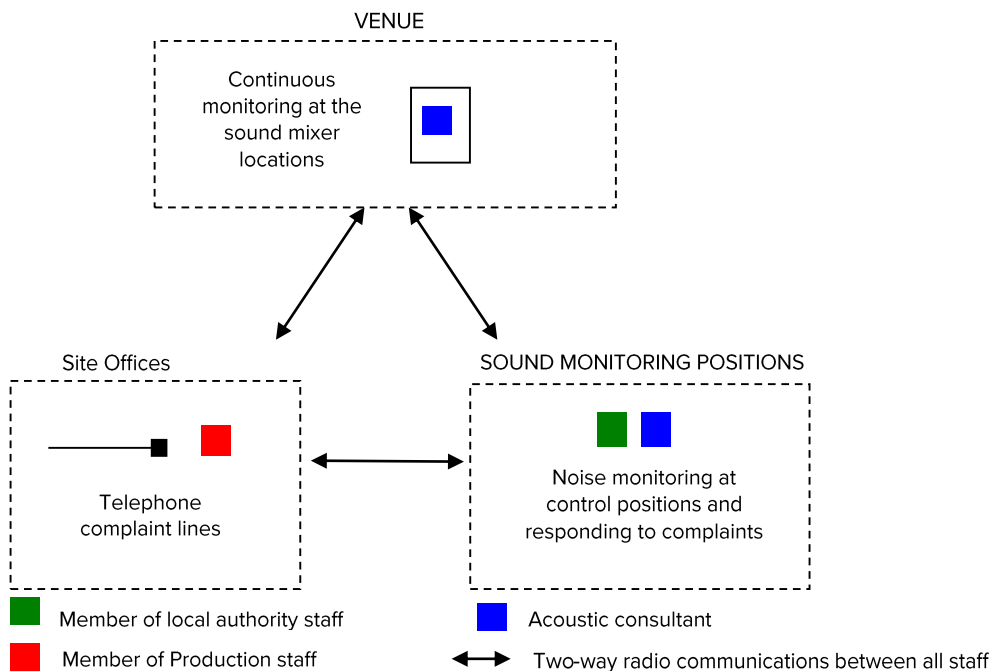 VENUE
Continuous
monitoring at the
sound mixer
locations
Site Offices
SOUND MONITORING POSITIONS
Telephone
complaint lines
Noise monitoring at
control positions and
responding to complaints
Member of local authority staff
Acoustic consultant
Member of Production staff
Two-way radio communications between all staff